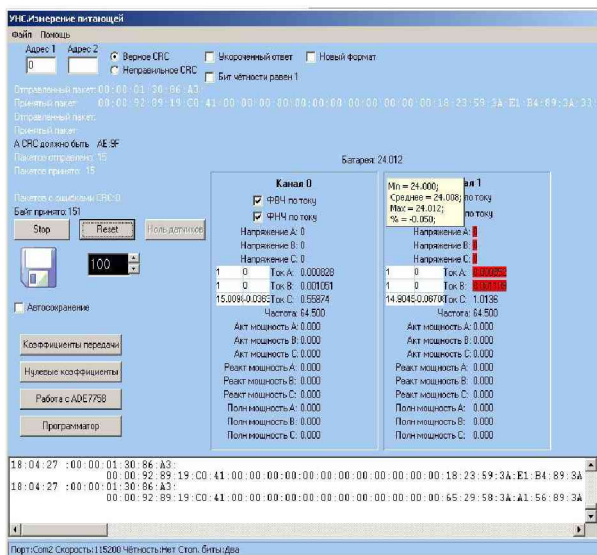 УНС.Измерение питающей
Файл Помощь
Адрес 1 Адрес 2
0
Верное CRC
Неправильное CRC
Укороченный ответ
Новый формат
Бит чётности равен 1
Отправленный пакет: 00:00:01:30:86:A3:
Принятый пакет: 00:00:92:89:19:C0:41:00:00:00:00:00:00:00:00:00:00:00:00:18:23:59:3A:E1:B4:89:3A:33
Отправленный пакет:
Принятый пакет:
А CRC должно быть AE:9F
Пакетов отправлено: 15
Пакетов принято: 15
Батарея: 24.012
Пакетов с ошибками CRC:0
Байт принято: 151
Stop Reset Ноль датчиков
100
Автосохранение
Коэффициенты передачи
Нулевые коэффициенты
Работа с ADE7758
Программатор
Канал 0
ФВЧ по току
ФНЧ по току
Напряжение A: 0
Напряжение B: 0
Напряжение C: 0
1 0 Ток A: 0.000828
1 0 Ток B: 0.001051
Ток C: 0.55874
Частота: 64.500
Акт мощность A: 0.000
Акт мощность B: 0.000
Акт мощность C: 0.000
Реакт мощность A: 0.000
Реакт мощность B: 0.000
Реакт мощность C: 0.000
Полн мощность A: 0.000
Полн мощность B: 0.000
Полн мощность C: 0.000
Min = 24.000;
Среднее = 24.008;
Max = 24.012;
% = -0.050;
ал 1
по току
по току
Напряжение A: 0
Напряжение B: 0
Напряжение C: 0
1 0 Ток A:
1 0 Ток B:
Ток C: 1.0136
Частота: 64.500
Акт мощность A: 0.000
Акт мощность B: 0.000
Акт мощность C: 0.000
Реакт мощность A: 0.000
Реакт мощность B: 0.000
Реакт мощность C: 0.000
Полн мощность A: 0.000
Полн мощность B: 0.000
Полн мощность C: 0.000
18:04:27 :00:00:01:30:86:A3:
00:00:92:89:19:C0:41:00:00:00:00:00:00:00:00:00:00:00:00:18:23:59:3A:E1:B4:89:3A
18:04:27 :00:00:01:30:86:A3:
00:00:92:89:19:C0:41:00:00:00:00:00:00:00:00:00:00:00:00:65:29:58:3A:A1:56:89:3A
Порт:Com2 Скорость:115200 Чётность:Нет Стоп. биты:Два